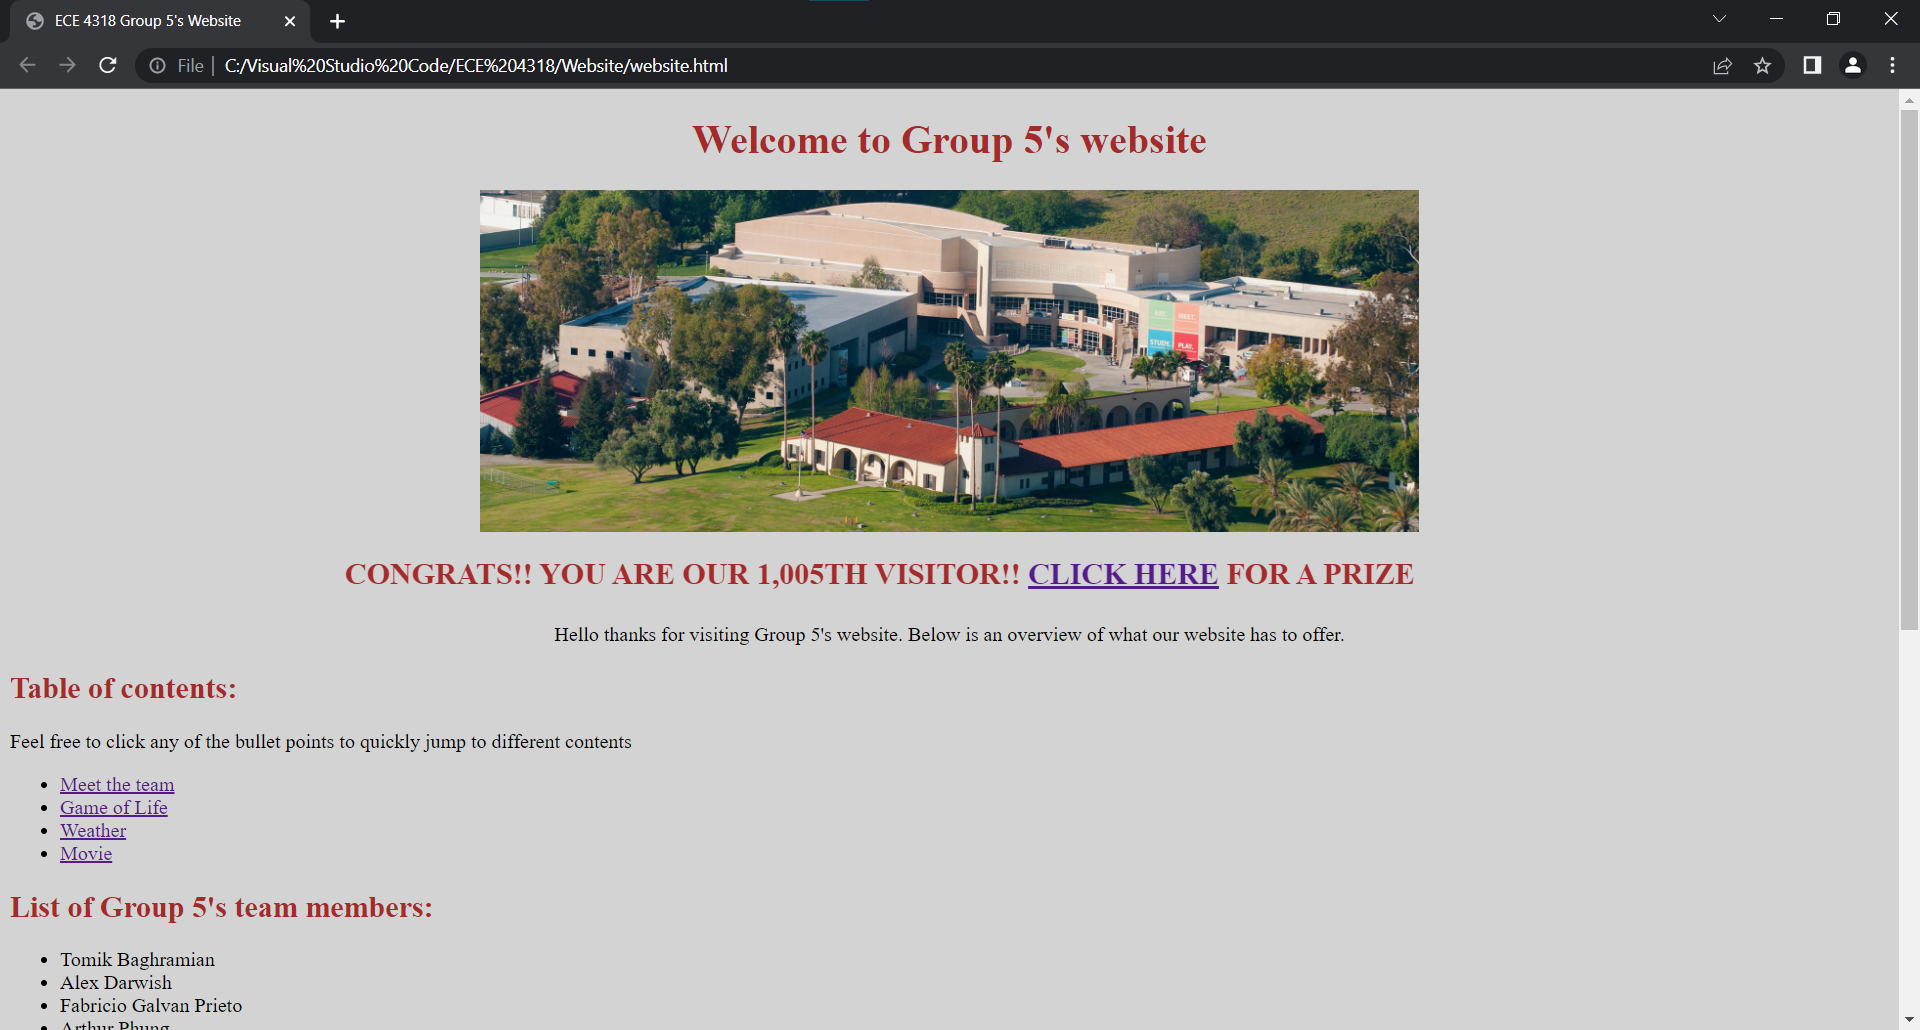 ECE 4318 Group 5's Website
File | C:/Visual%20Studio%20Code/ECE%204318/Website/website.html
Welcome to Group 5's website
MEET.
STUDY. PLAY.
CONGRATS!! YOU ARE OUR 1,005TH VISITOR!! CLICK HERE FOR A PRIZE
Hello thanks for visiting Group 5's website. Below is an overview of what our website has to offer.
Table of contents:
Feel free to click any of the bullet points to quickly jump to different contents
• Meet the team
• Game of Life
• Weather
• Movie
List of Group 5's team members:
• Tomik Baghramian
• Alex Darwish
• Fabricio Galvan Prieto
• Arthur Phung